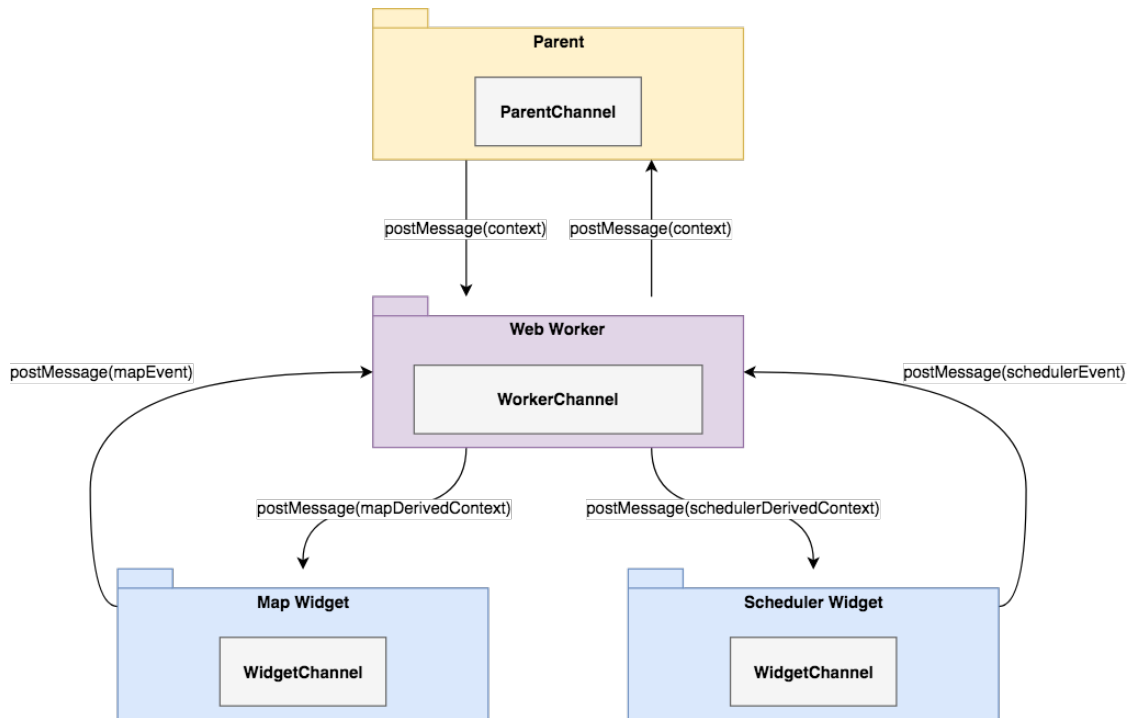 Parent
ParentChannel
postMessage(context)
postMessage(context)
Web Worker
WorkerChannel
postMessage(mapEvent)
postMessage(schedulerEvent)
postMessage(mapDerivedContext)
postMessage(schedulerDerivedContext)
Map Widget
WidgetChannel
Scheduler Widget
WidgetChannel